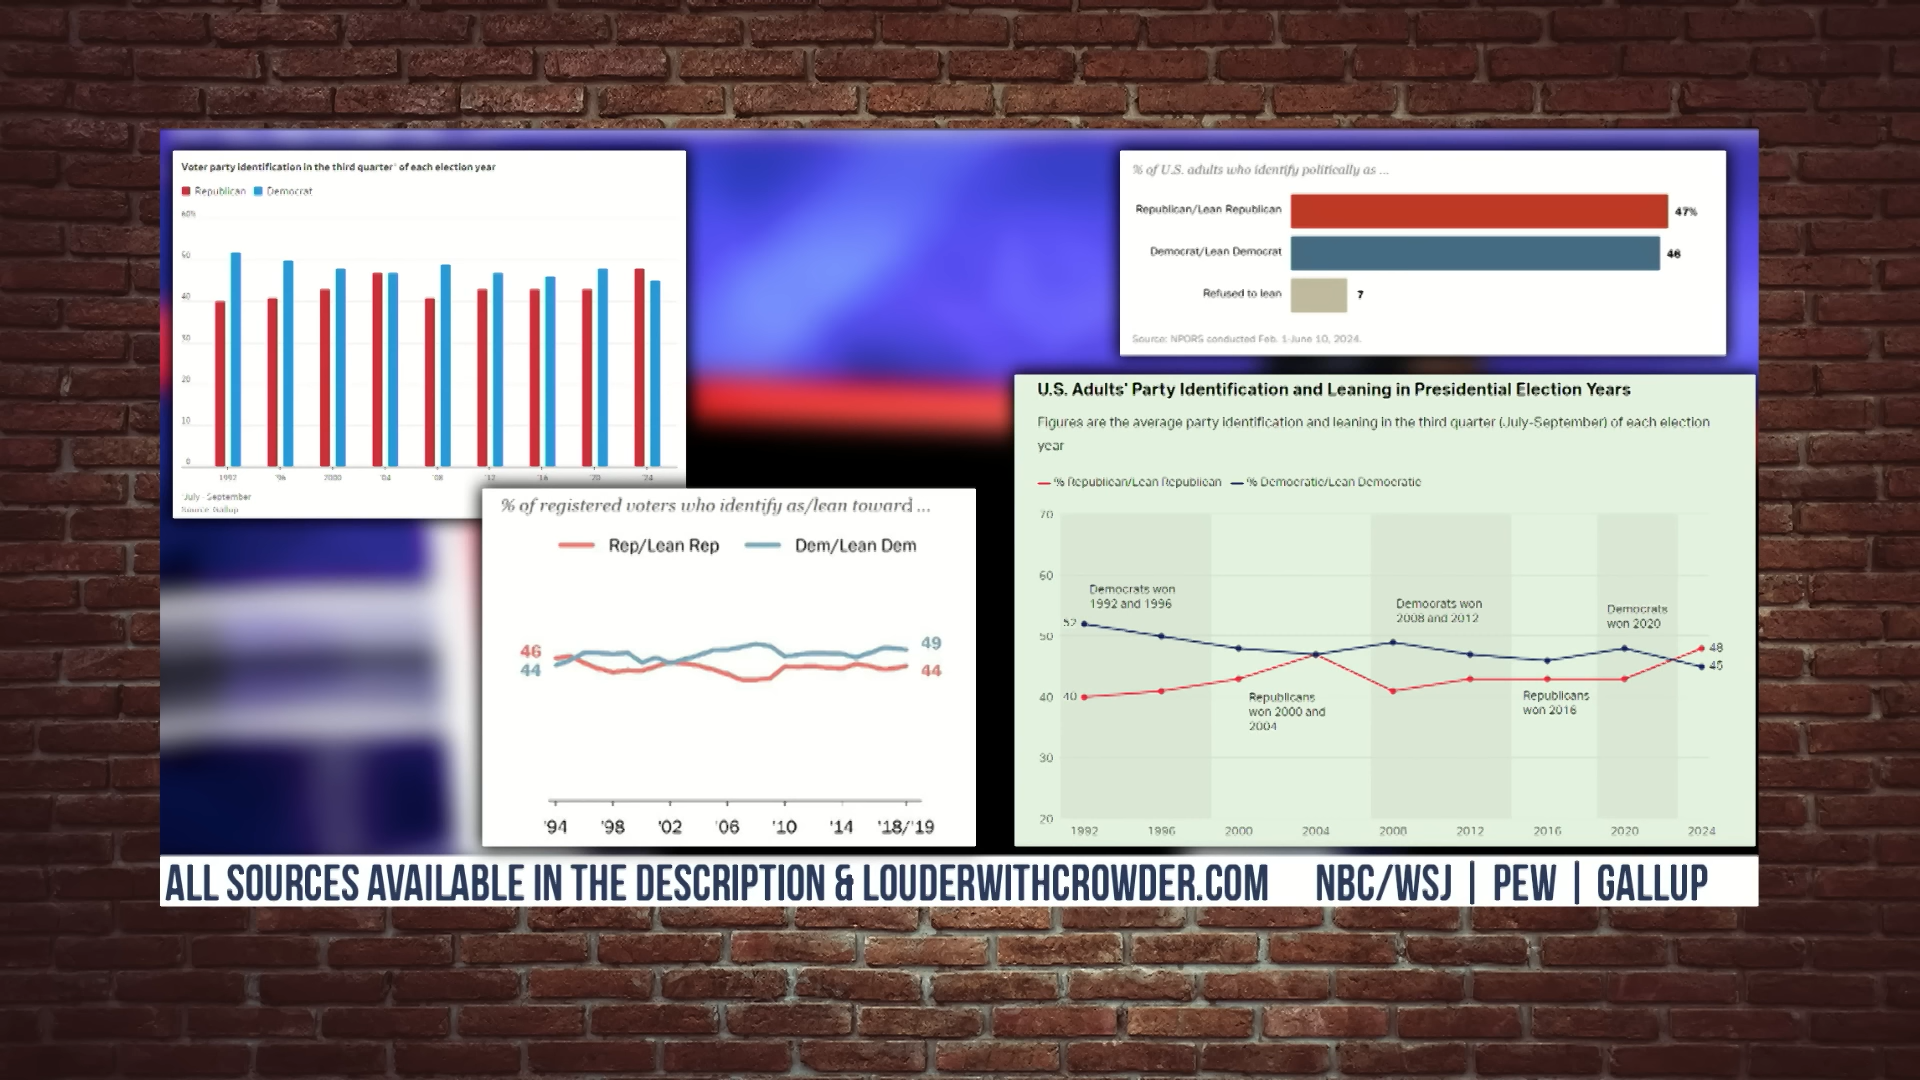 Voter party identification in the third quarter* of each election year
Republican Democrat
60%
50
40
30
20
10
0
1992 '96 2000 '04 '08 '12 '16 '20 '24
*July - September
Source: Gallup
% of U.S. adults who identify politically as ...
Republican/Lean Republican 47%
Democrat/Lean Democrat 46
Refused to lean 7
Source: NPORS conducted Feb. 1-June 10, 2024.
% of registered voters who identify as/lean toward ...
Rep/Lean Rep Dem/Lean Dem
46 49
44 44
'94 '98 '02 '06 '10 '14 '18/'19
U.S. Adults' Party Identification and Leaning in Presidential Election Years
Figures are the average party identification and leaning in the third quarter (July-September) of each election
year
% Republican/Lean Republican % Democratic/Lean Democratic
70
60
50
40
30
20
Democrats won
1992 and 1996
Democrats won
2008 and 2012
Democrats
won 2020
52
48
45
40
Republicans
won 2000 and
2004
Republicans
won 2016
1992 1996 2000 2004 2008 2012 2016 2020 2024
ALL SOURCES AVAILABLE IN THE DESCRIPTION & LOUDERWITHCROWDER.COM NBC/WSJ | PEW | GALLUP